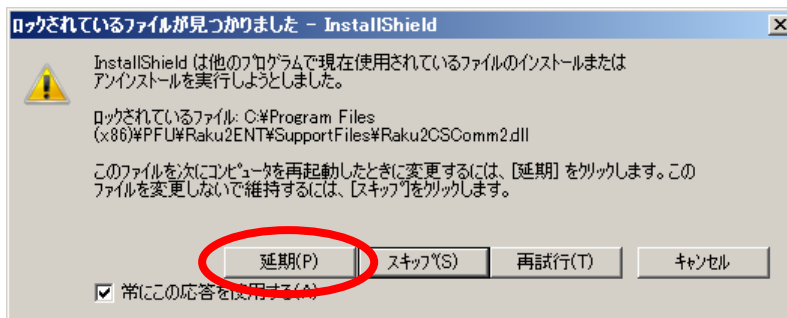 ロックされているファイルが見つかりました - InstallShield
InstallShield は他のプログラムで現在使用されているファイルのインストールまたは
アンインストールを実行しようとしました。
ロックされているファイル: C:¥Program Files
(x86)¥PFU¥Raku2ENT¥SupportFiles¥Raku2CSComm2.dll
このファイルを次にコンピュータを再起動したときに変更するには、[延期] をクリックします。この
ファイルを変更しないで維持するには、[スキップ]をクリックします。
延期(P) スキップ(S) 再試行(T) キャンセル
常にこの応答を使用する(A)